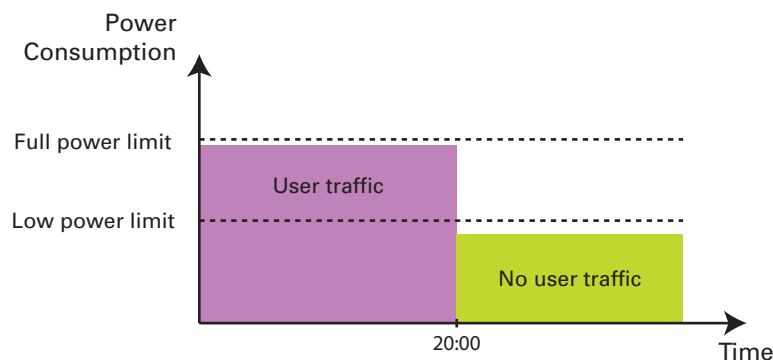 Power
Consumption
Full power limit
User traffic
Low power limit
No user traffic
20:00
Time